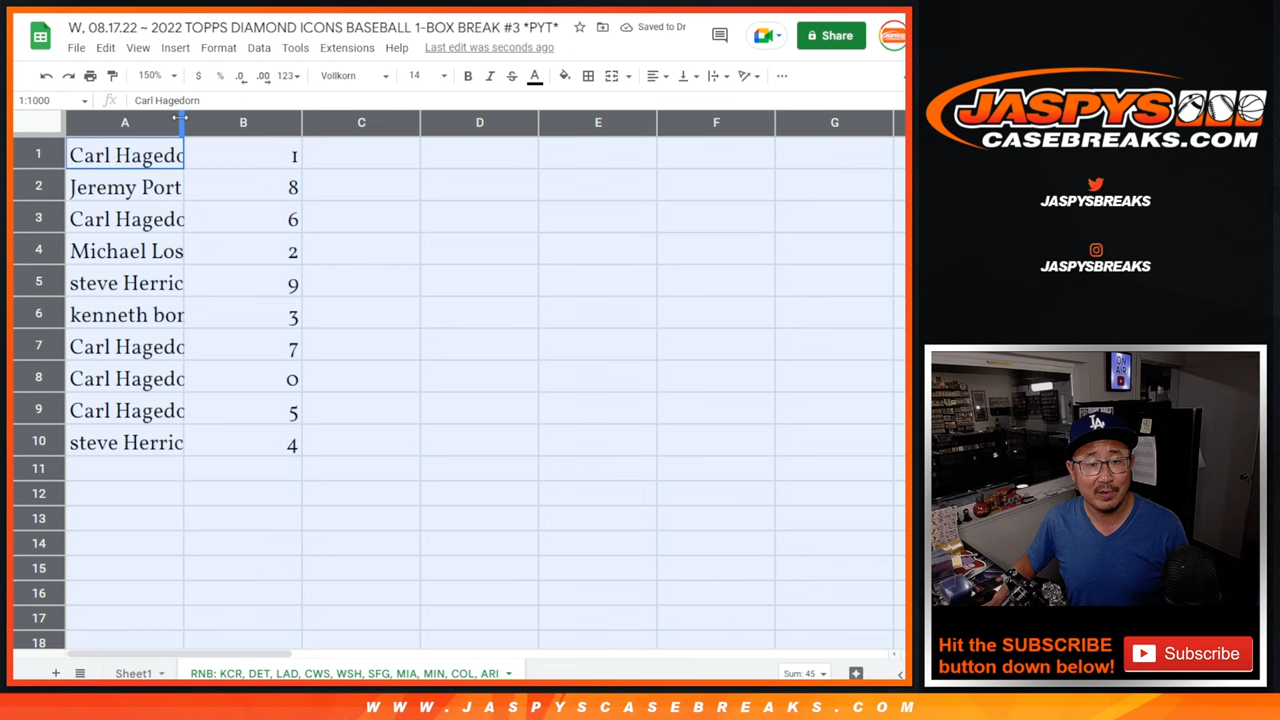 W, 08.17.22 ~ 2022 TOPPS DIAMOND ICONS BASEBALL 1-BOX BREAK #3 *PYT*
Saved to Dr
File Edit View Insert Format Data Tools Extensions Help Last edit was seconds ago
Share
150% $ % .0 .00 123 Vollkorn 14 B I S A
1:1000 fx Carl Hagedorn
A B C D E F G
1 Carl Hagedo 1
2 Jeremy Port 8
3 Carl Hagedo 6
4 Michael Los 2
5 steve Herric 9
6 kenneth bor 3
7 Carl Hagedo 7
8 Carl Hagedo 0
9 Carl Hagedo 5
10 steve Herric 4
11
12
13
14
15
16
17
18
Sheet1 RNB: KCR, DET, LAD, CWS, WSH, SFG, MIA, MIN, COL, ARI Sum: 45
JASPYS
CASEBREAKS.COM
JASPYSBREAKS
JASPYSBREAKS
ON
AIR
LA
Hit the SUBSCRIBE
button down below!
Subscribe
WWW.JASPYSCASEBREAKS.COM